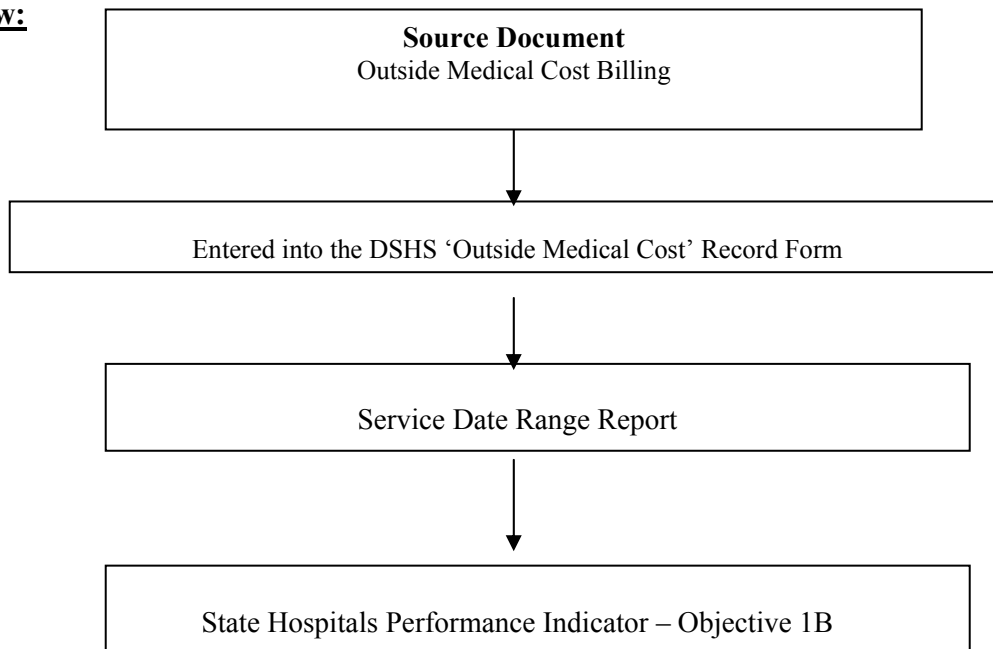 w:
Source Document
Outside Medical Cost Billing
Entered into the DSHS ‘Outside Medical Cost’ Record Form
Service Date Range Report
State Hospitals Performance Indicator – Objective 1B